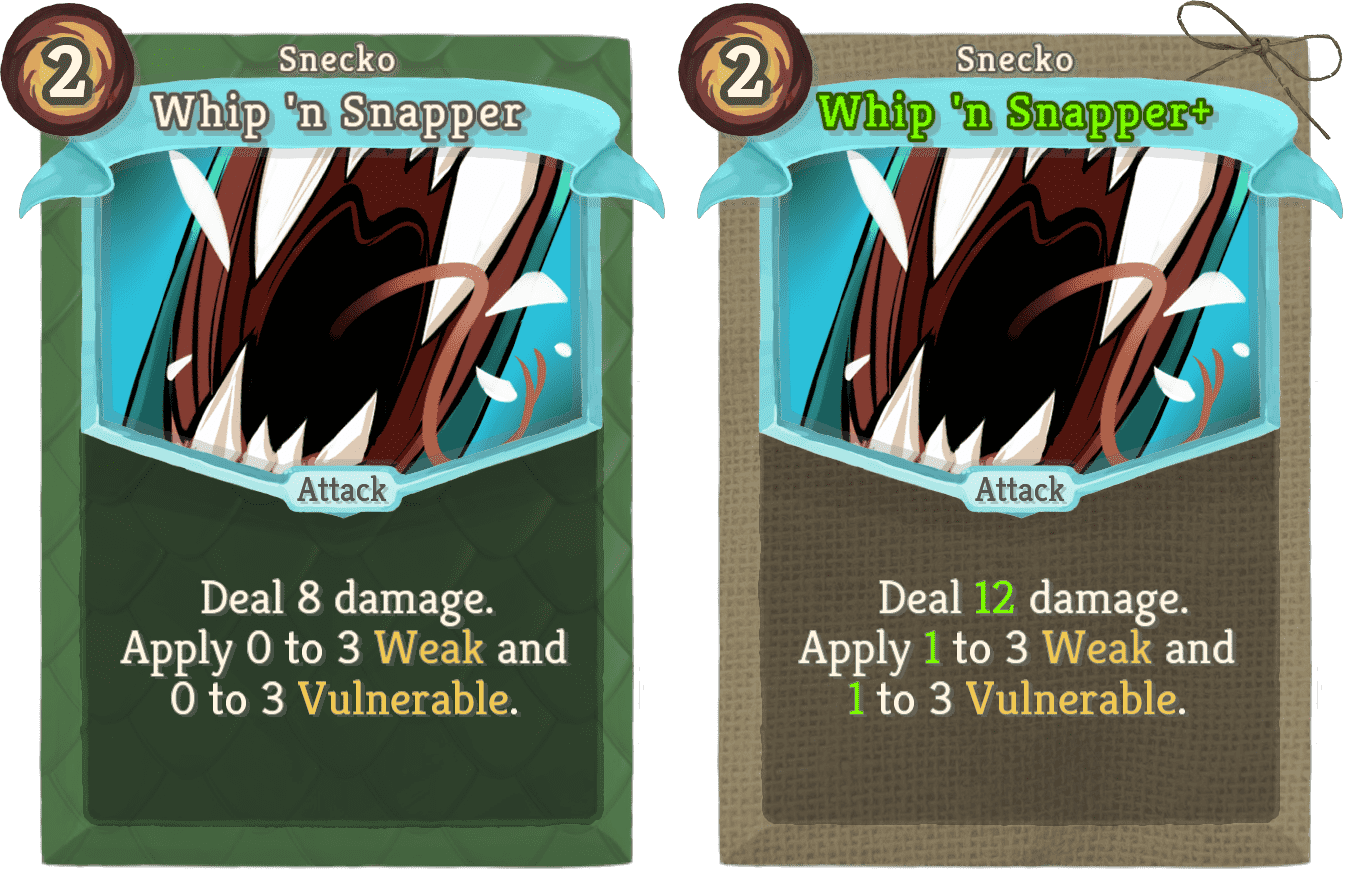 2
Snecko
Whip 'n Snapper
Attack
Deal 8 damage.
Apply 0 to 3 Weak and
0 to 3 Vulnerable.
2
Snecko
Whip 'n Snapper+
Attack
Deal 12 damage.
Apply 1 to 3 Weak and
1 to 3 Vulnerable.